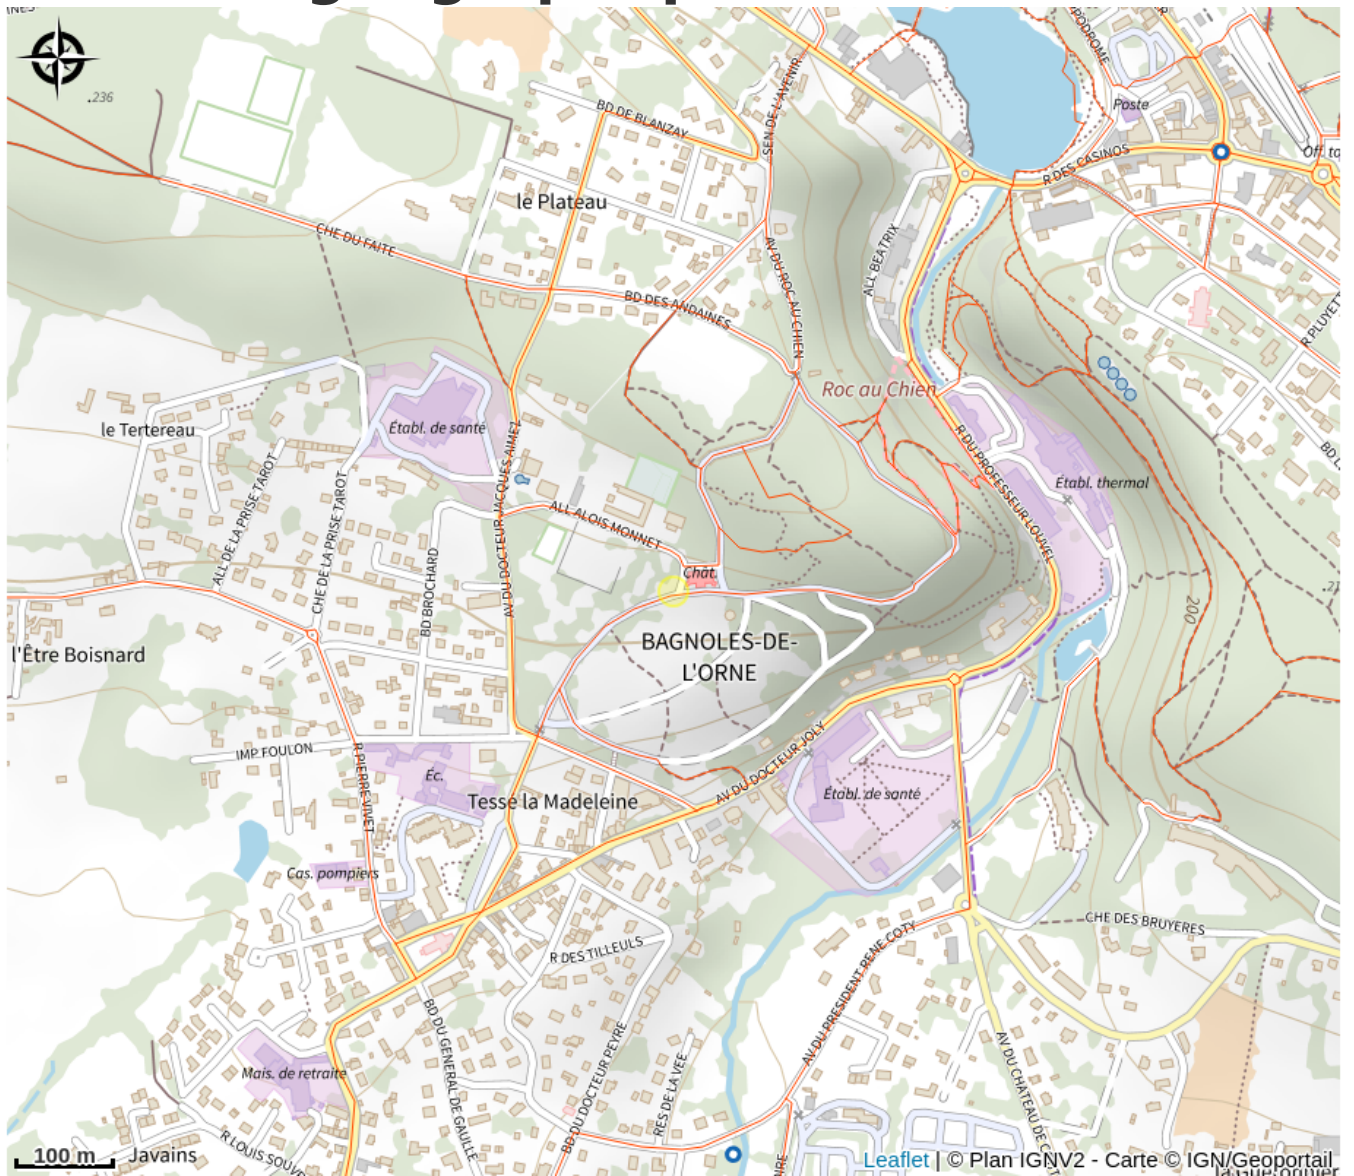 .236
BD DE BLANZAY
SEN DE L'AVENIR
Poste
R DES CASINOS
le Plateau
CHE DU FAITE
ALL BEATRIX
AV DU ROC AU CHIEN
BD DES ANDAINES
R PLUYET
Roc au Chien
le Tertereau
Établ. de santé
AV DU DOCTEUR JACQUES AIMEZ
R DU PROFESSEUR LOUVEL
Établ. thermal
ALL DE LA PRISE TAROT
CHE DE LA PRISE TAROT
ALL ALOIS MONNET
BD BROCHARD
Chât.
200
l'Être Boisnard
BAGNOLES-DE-
L'ORNE
IMP FOULON
R PIERRE VIVET
Éc.
Tesse la Madeleine
AV DU DOCTEUR JOLY
Établ. de santé
Cas. pompiers
R DES TILLEULS
CHE DES BRUYERES
AV DU PRESIDENT RENE COTY
BD DU GENERAL DE GAULLE
BD DU DOCTEUR PEYRE
RES DE LA VEE
AV DU CHATEAU DE C
Mais. de retraite
R LOUIS SOUV
Javains
100 m
Leaflet | © Plan IGNV2 - Carte © IGN/Geoportail